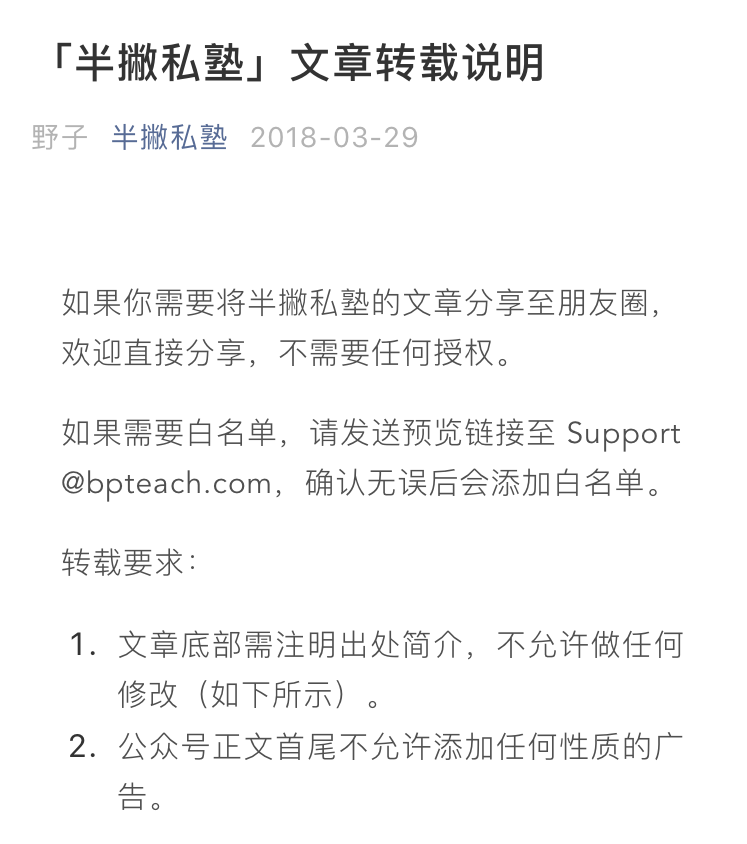 「半撇私塾」文章转载说明
野子 半撇私塾 2018-03-29
如果你需要将半撇私塾的文章分享至朋友圈，
欢迎直接分享，不需要任何授权。
如果需要白名单，请发送预览链接至 Support
@bpteach.com，确认无误后会添加白名单。
转载要求：
1. 文章底部需注明出处简介，不允许做任何
修改（如下所示）。
2. 公众号正文首尾不允许添加任何性质的广
告。